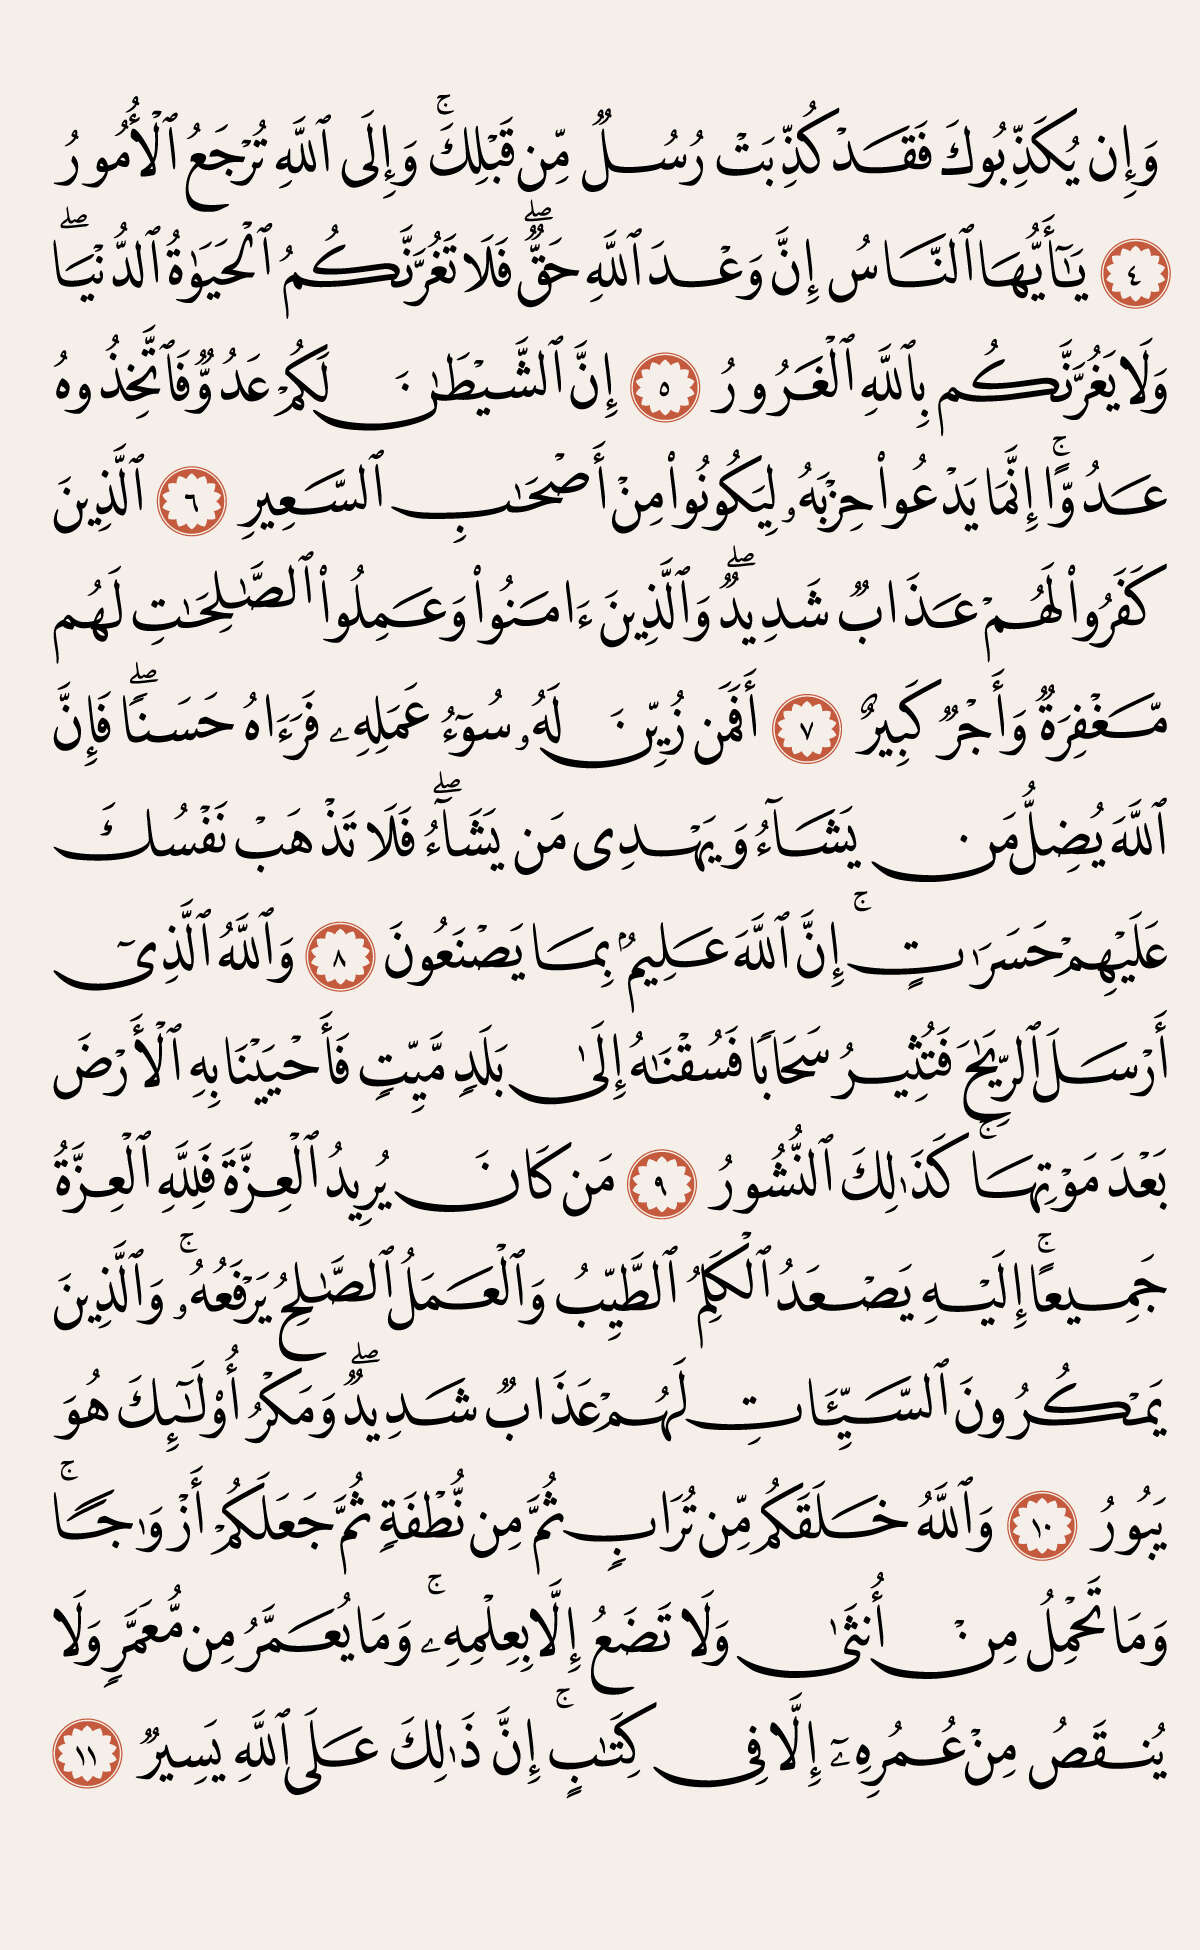 وَإِن يُكَذِّبُوكَ فَقَدْ كُذِّبَتْ رُسُلٌ مِّن قَبْلِكَ ۚ وَإِلَى ٱللَّهِ تُرْجَعُ ٱلْأُمُورُ
٤ يَـٰٓأَيُّهَا ٱلنَّاسُ إِنَّ وَعْدَ ٱللَّهِ حَقٌّ ۖ فَلَا تَغُرَّنَّكُمُ ٱلْحَيَوٰةُ ٱلدُّنْيَا ۖ
وَلَا يَغُرَّنَّكُم بِٱللَّهِ ٱلْغَرُورُ ٥ إِنَّ ٱلشَّيْطَـٰنَ لَكُمْ عَدُوٌّ فَٱتَّخِذُوهُ
عَدُوًّا ۚ إِنَّمَا يَدْعُوا۟ حِزْبَهُۥ لِيَكُونُوا۟ مِنْ أَصْحَـٰبِ ٱلسَّعِيرِ ٦ ٱلَّذِينَ
كَفَرُوا۟ لَهُمْ عَذَابٌ شَدِيدٌ ۖ وَٱلَّذِينَ ءَامَنُوا۟ وَعَمِلُوا۟ ٱلصَّـٰلِحَـٰتِ لَهُم
مَّغْفِرَةٌ وَأَجْرٌ كَبِيرٌ ٧ أَفَمَن زُيِّنَ لَهُۥ سُوٓءُ عَمَلِهِۦ فَرَءَاهُ حَسَنًا ۖ فَإِنَّ
ٱللَّهَ يُضِلُّ مَن يَشَآءُ وَيَهْدِى مَن يَشَآءُ ۖ فَلَا تَذْهَبْ نَفْسُكَ
عَلَيْهِمْ حَسَرَٰتٍ ۚ إِنَّ ٱللَّهَ عَلِيمٌۢ بِمَا يَصْنَعُونَ ٨ وَٱللَّهُ ٱلَّذِىٓ
أَرْسَلَ ٱلرِّيَـٰحَ فَتُثِيرُ سَحَابًا فَسُقْنَـٰهُ إِلَىٰ بَلَدٍ مَّيِّتٍ فَأَحْيَيْنَا بِهِ ٱلْأَرْضَ
بَعْدَ مَوْتِهَا ۚ كَذَٰلِكَ ٱلنُّشُورُ ٩ مَن كَانَ يُرِيدُ ٱلْعِزَّةَ فَلِلَّهِ ٱلْعِزَّةُ
جَمِيعًا ۚ إِلَيْهِ يَصْعَدُ ٱلْكَلِمُ ٱلطَّيِّبُ وَٱلْعَمَلُ ٱلصَّـٰلِحُ يَرْفَعُهُۥ ۚ وَٱلَّذِينَ
يَمْكُرُونَ ٱلسَّيِّـَٔاتِ لَهُمْ عَذَابٌ شَدِيدٌ ۖ وَمَكْرُ أُو۟لَـٰٓئِكَ هُوَ
يَبُورُ ١٠ وَٱللَّهُ خَلَقَكُم مِّن تُرَابٍ ثُمَّ مِن نُّطْفَةٍ ثُمَّ جَعَلَكُمْ أَزْوَٰجًا ۚ
وَمَا تَحْمِلُ مِنْ أُنثَىٰ وَلَا تَضَعُ إِلَّا بِعِلْمِهِۦ ۚ وَمَا يُعَمَّرُ مِن مُّعَمَّرٍ وَلَا
يُنقَصُ مِنْ عُمُرِهِۦٓ إِلَّا فِى كِتَـٰبٍ ۚ إِنَّ ذَٰلِكَ عَلَى ٱللَّهِ يَسِيرٌ ١١